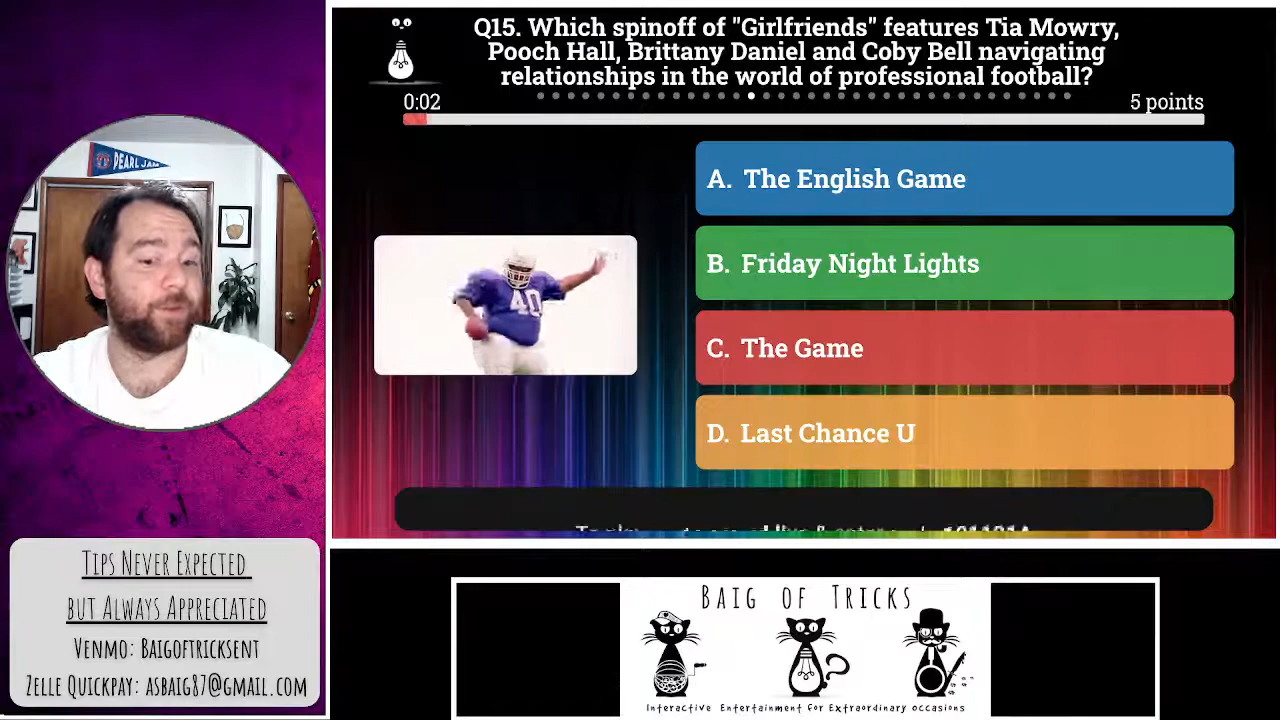 Q15. Which spinoff of "Girlfriends" features Tia Mowry,
Pooch Hall, Brittany Daniel and Coby Bell navigating
relationships in the world of professional football?
0:02
5 points
PEARL JAM
A. The English Game
B. Friday Night Lights
40
C. The Game
D. Last Chance U
Tips Never Expected
but Always Appreciated
Venmo: Baigoftricksent
Zelle Quickpay: asbaig87@gmail.com
Baig of Tricks
Interactive Entertainment for Extraordinary Occasions